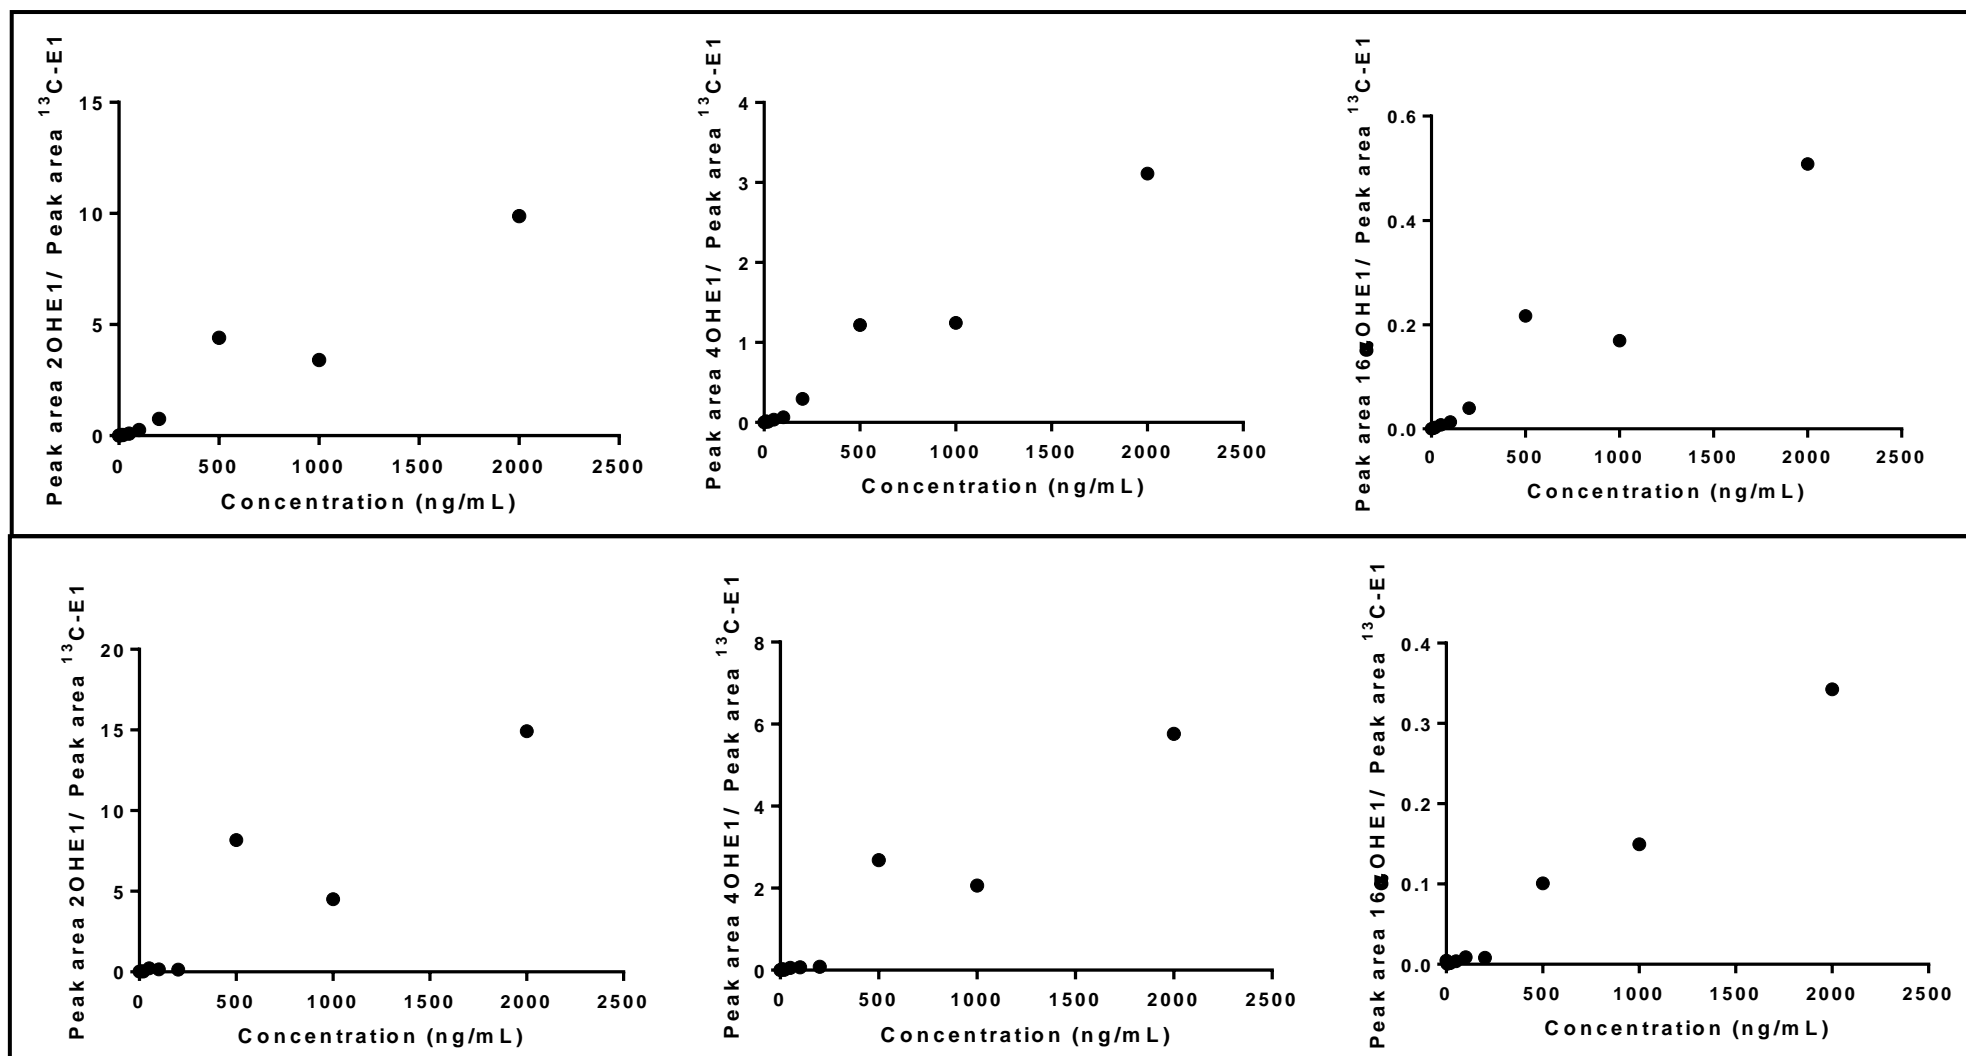 Peak area 2OHE1/ Peak area ¹³C-E1
15
10
5
0
0 500 1000 1500 2000 2500
Concentration (ng/mL)
Peak area 4OHE1/ Peak area ¹³C-E1
4
3
2
1
0
0 500 1000 1500 2000 2500
Concentration (ng/mL)
Peak area 16 OHE1/ Peak area ¹³C-E1
0.6
0.4
0.2
0.0
0 500 1000 1500 2000 2500
Concentration (ng/mL)
Peak area 2OHE1/ Peak area ¹³C-E1
20
15
10
5
0
0 500 1000 1500 2000 2500
Concentration (ng/mL)
Peak area 4OHE1/ Peak area ¹³C-E1
8
6
4
2
0
0 500 1000 1500 2000 2500
Concentration (ng/mL)
Peak area 16 OHE1/ Peak area ¹³C-E1
0.4
0.3
0.2
0.1
0.0
0 500 1000 1500 2000 2500
Concentration (ng/mL)